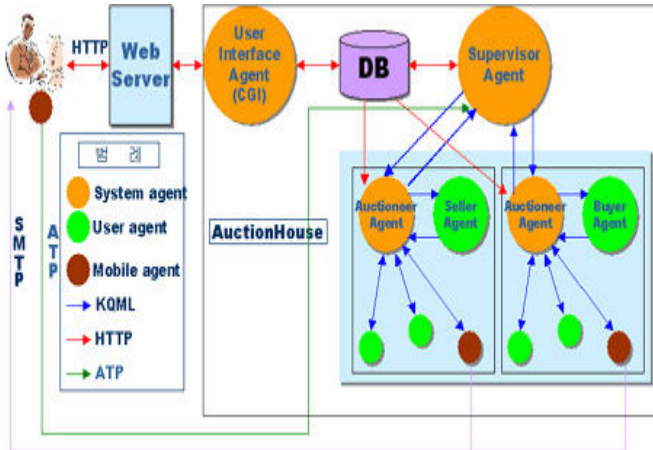 HTTP
Web
Server
User
Interface
Agent
(CGI)
DB
Supervisor
Agent
범 례
System agent
User agent
Mobile agent
KQML
HTTP
ATP
SMTP
ATP
AuctionHouse
Auctioneer
Agent
Seller
Agent
Auctioneer
Agent
Buyer
Agent